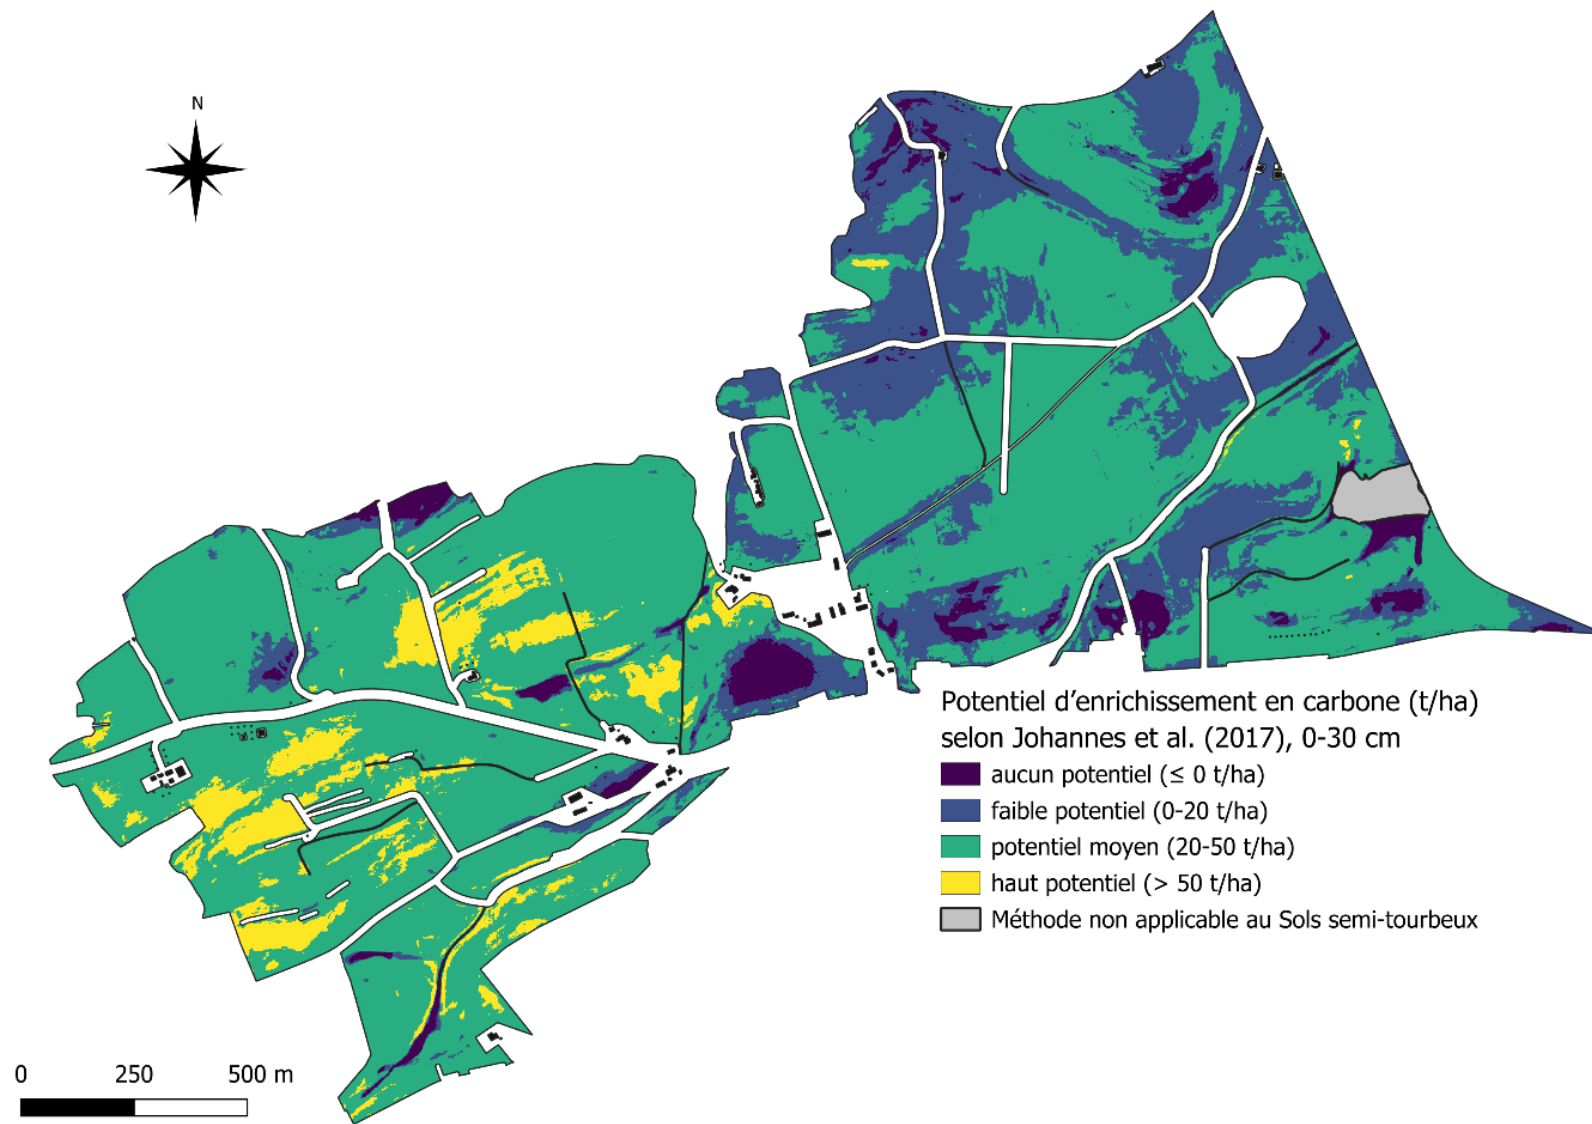 N
Potentiel d'enrichissement en carbone (t/ha)
selon Johannes et al. (2017), 0-30 cm
aucun potentiel (≤ 0 t/ha)
faible potentiel (0-20 t/ha)
potentiel moyen (20-50 t/ha)
haut potentiel (> 50 t/ha)
Méthode non applicable au Sols semi-tourbeux
0 250 500 m